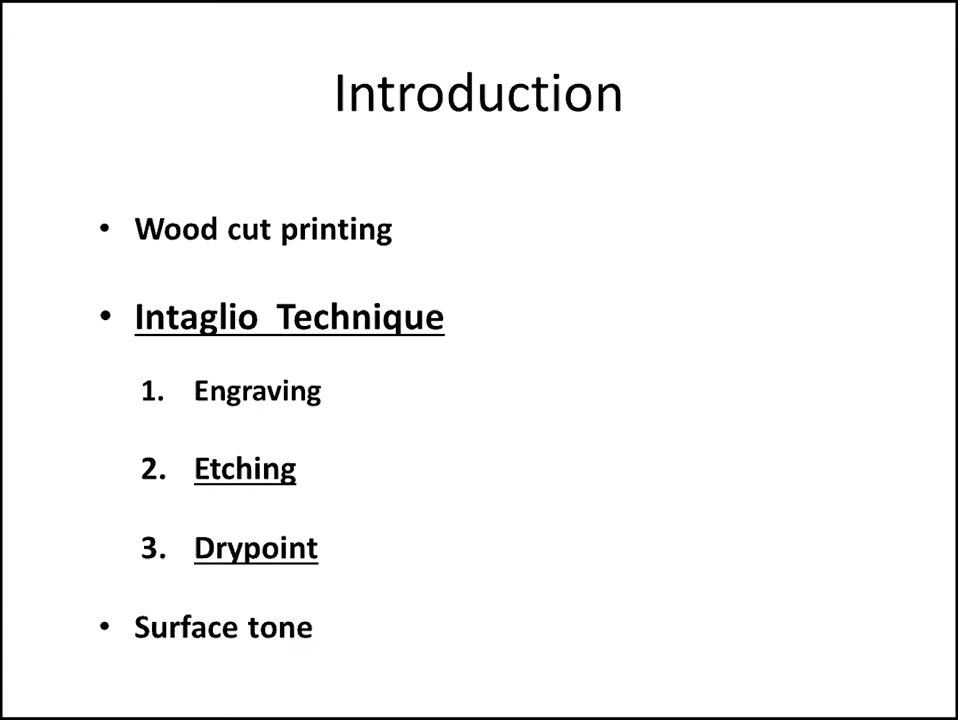 Introduction
• Wood cut printing
• Intaglio Technique
1. Engraving
2. Etching
3. Drypoint
• Surface tone